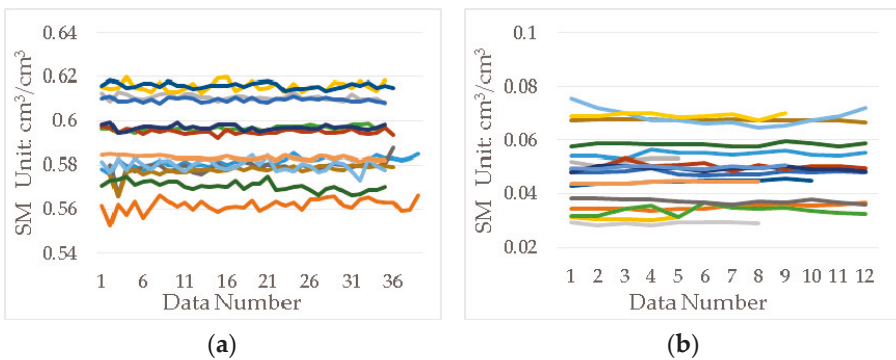 SM Unit: cm³/cm³
0.64
0.62
0.6
0.58
0.56
0.54
1 6 11 16 21 26 31 36
Data Number
(a)
SM Unit: cm³/cm³
0.1
0.08
0.06
0.04
0.02
1 2 3 4 5 6 7 8 9 10 11 12
Data Number
(b)